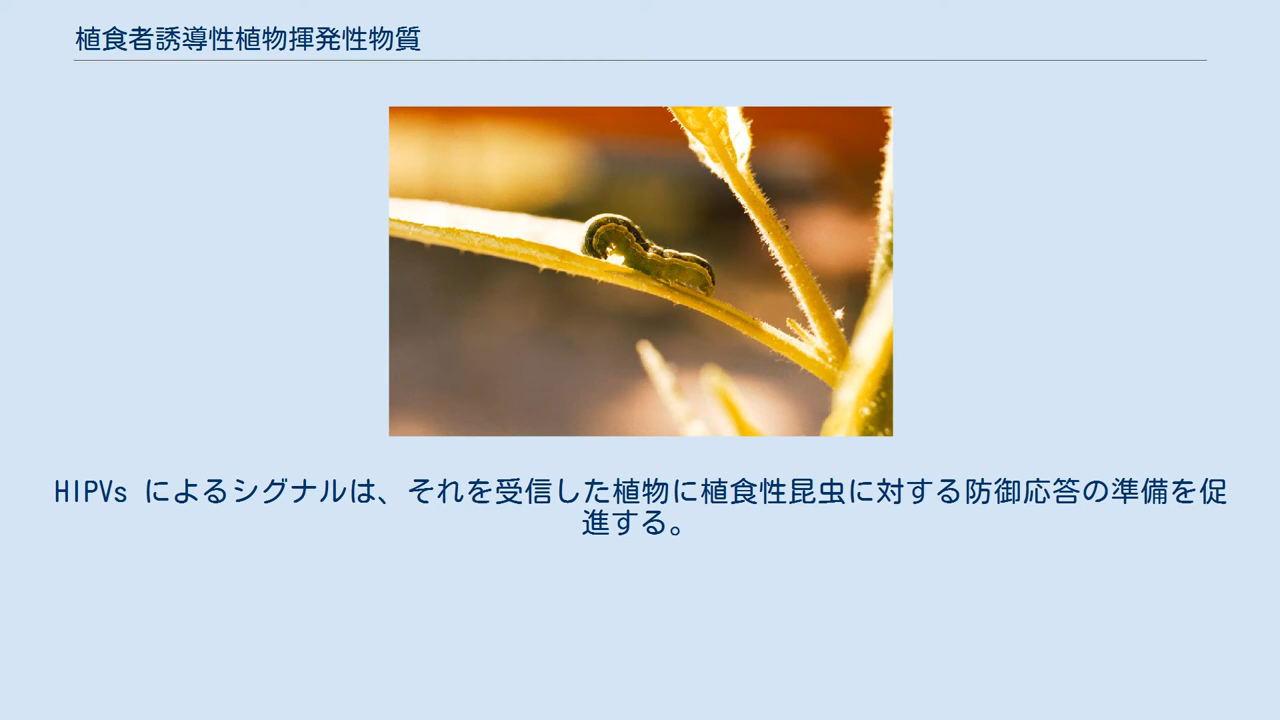 植食者誘導性植物揮発性物質
HIPVs によるシグナルは、それを受信した植物に植食性昆虫に対する防御応答の準備を促
進する。